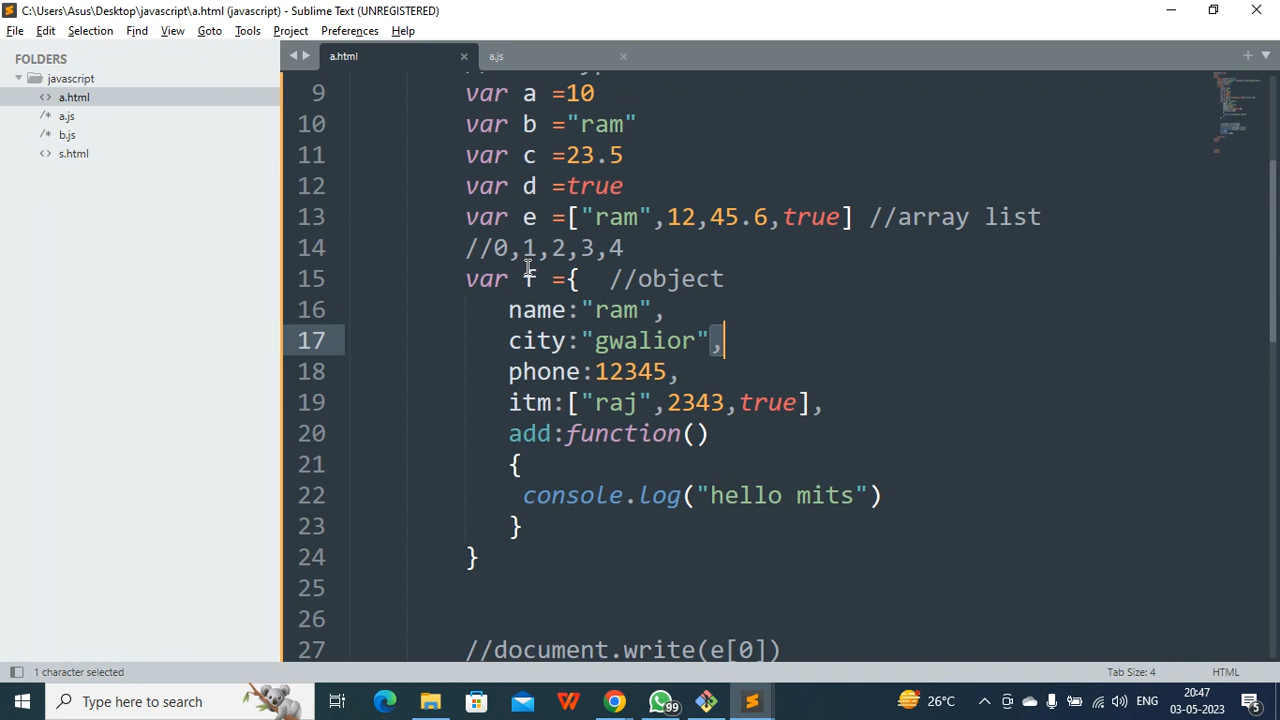 C:\Users\Asus\Desktop\javascript\a.html (javascript) - Sublime Text (UNREGISTERED)
File Edit Selection Find View Goto Tools Project Preferences Help
FOLDERS
javascript
a.html
a.js
b.js
s.html
a.html
a.js
9 var a =10
10 var b ="ram"
11 var c =23.5
12 var d =true
13 var e =["ram",12,45.6,true] //array list
14 //0,1,2,3,4
15 var f ={ //object
16 name:"ram",
17 city:"gwalior",
18 phone:12345,
19 itm:["raj",2343,true],
20 add:function()
21 {
22 console.log("hello mits")
23 }
24 }
25
26
27 //document.write(e[0])
1 character selected
Tab Size: 4
HTML
Type here to search
99
26°C
ENG
20:47
03-05-2023
5